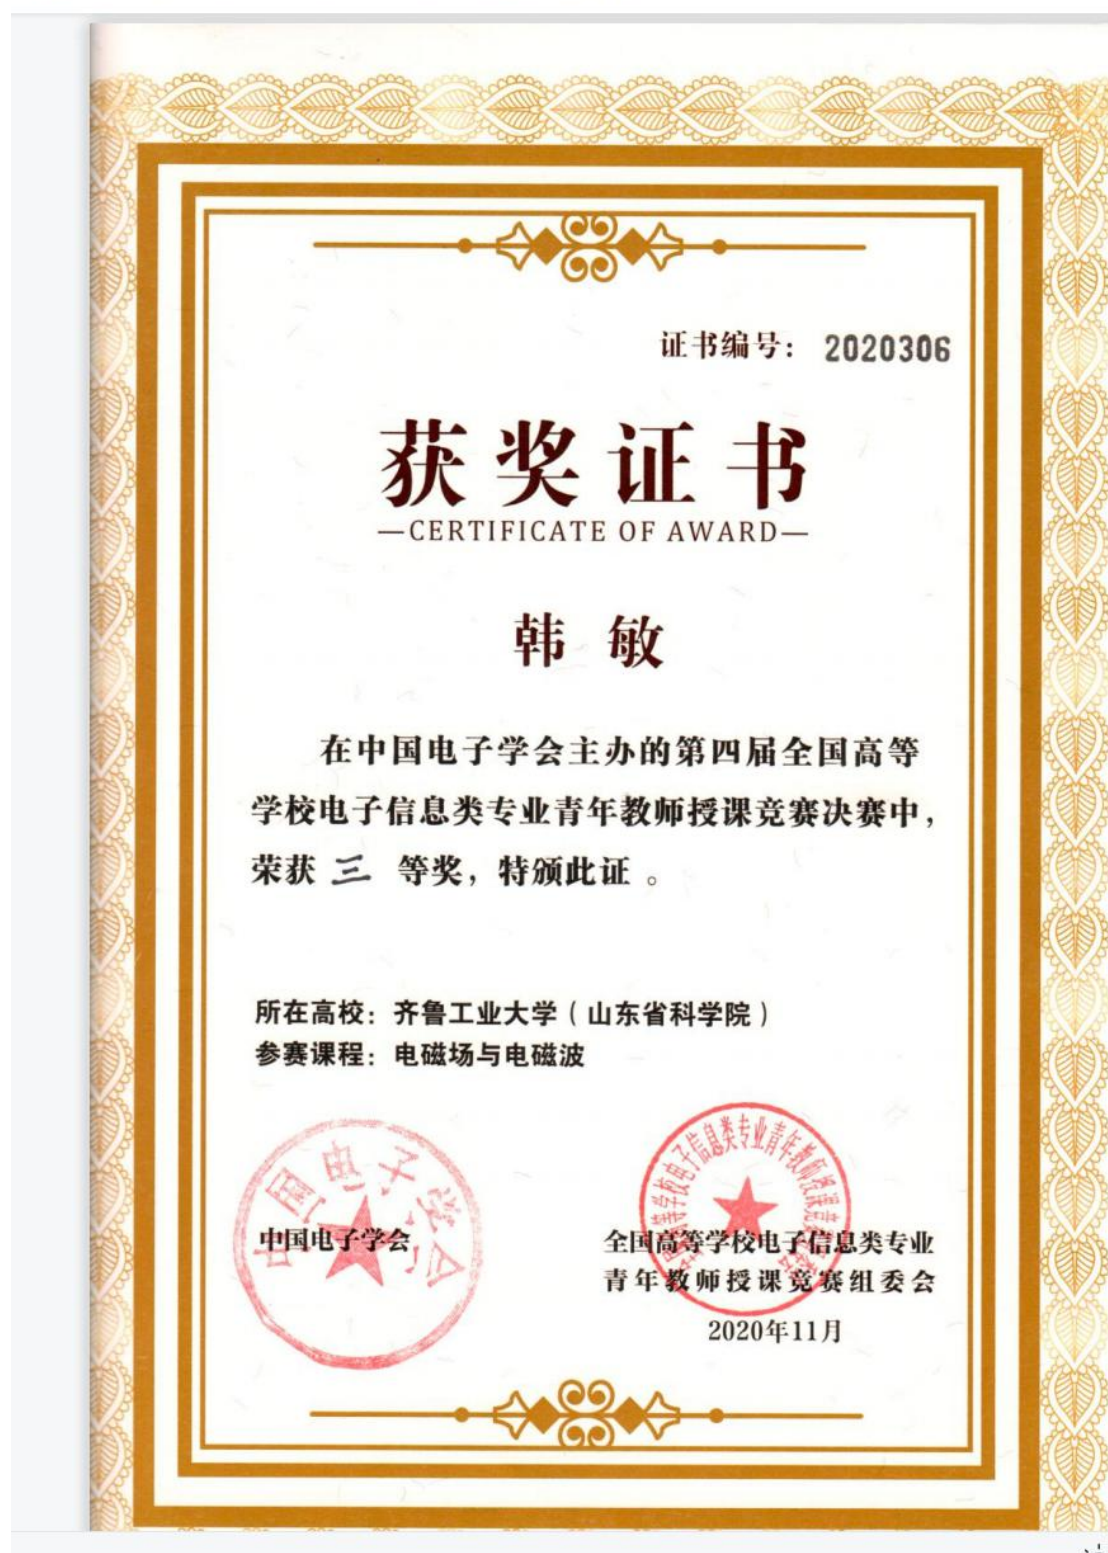 证书编号： 2020306
获奖证书
—CERTIFICATE OF AWARD—
韩 敏
在中国电子学会主办的第四届全国高等
学校电子信息类专业青年教师授课竞赛决赛中，
荣获 三 等奖，特颁此证 。
所在高校：齐鲁工业大学（山东省科学院）
参赛课程：电磁场与电磁波
中国电子学会
中国电子学会
全国高等学校电子信息类专业
青年教师授课竞赛组委会
2020年11月